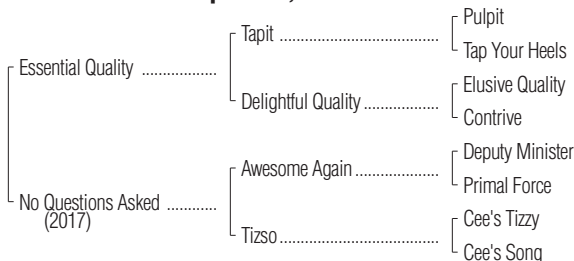 Pulpit
Tapit ........................................
Tap Your Heels
Essential Quality ..................
Elusive Quality
Delightful Quality ..................
Contrive
Deputy Minister
Awesome Again ....................
Primal Force
No Questions Asked ............
(2017)
Cee's Tizzy
Tizso........................................
Cee's Song